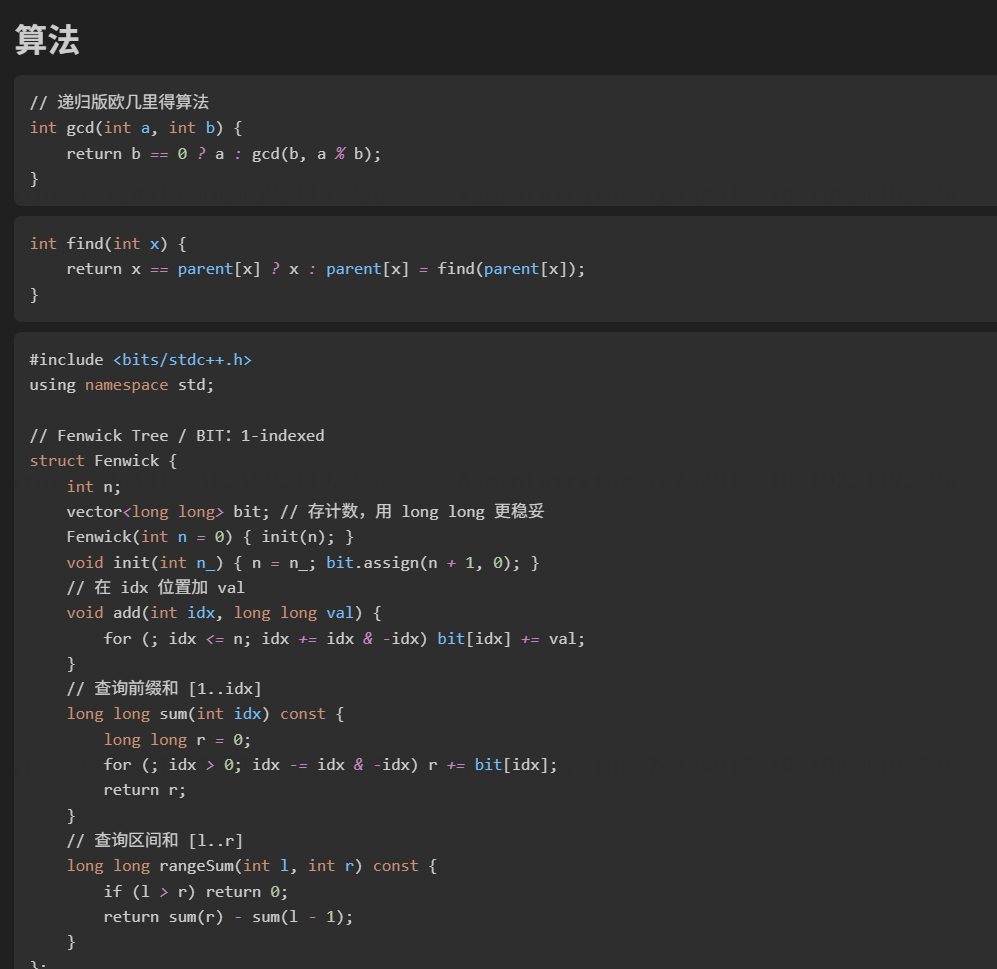 算法
// 递归版欧几里得算法
int gcd(int a, int b) {
    return b == 0 ? a : gcd(b, a % b);
}
int find(int x) {
    return x == parent[x] ? x : parent[x] = find(parent[x]);
}
#include <bits/stdc++.h>
using namespace std;
// Fenwick Tree / BIT：1-indexed
struct Fenwick {
    int n;
    vector<long long> bit; // 存计数，用 long long 更稳妥
    Fenwick(int n = 0) { init(n); }
    void init(int n_) { n = n_; bit.assign(n + 1, 0); }
    // 在 idx 位置加 val
    void add(int idx, long long val) {
        for (; idx <= n; idx += idx & -idx) bit[idx] += val;
    }
    // 查询前缀和 [1..idx]
    long long sum(int idx) const {
        long long r = 0;
        for (; idx > 0; idx -= idx & -idx) r += bit[idx];
        return r;
    }
    // 查询区间和 [l..r]
    long long rangeSum(int l, int r) const {
        if (l > r) return 0;
        return sum(r) - sum(l - 1);
    }
};